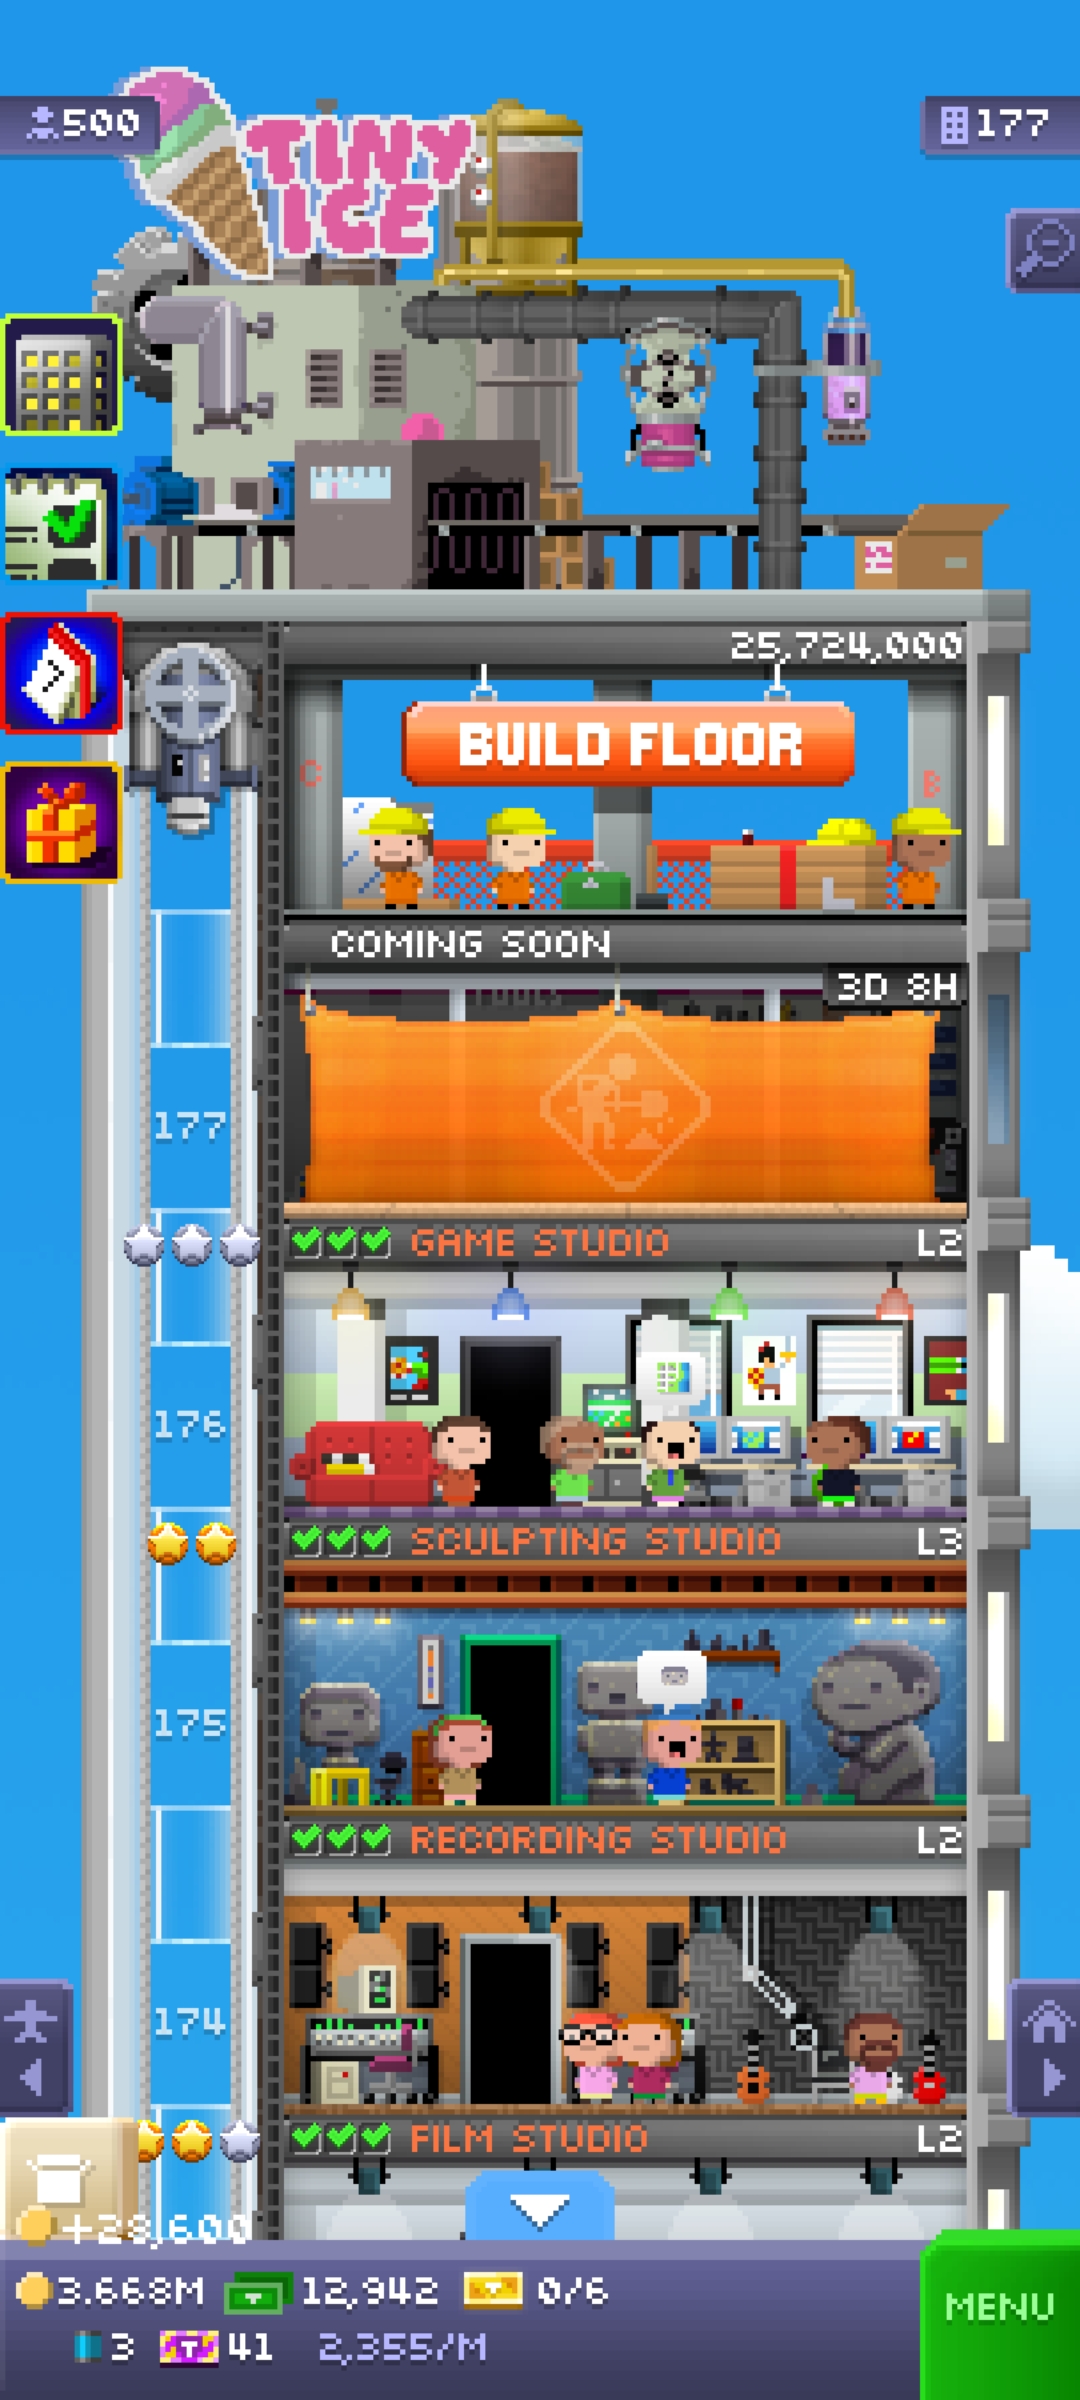 500
177
TINY
ICE
25,724,000
BUILD FLOOR
C
B
COMING SOON
3D 8H
177
GAME STUDIO
L2
176
SCULPTING STUDIO
L3
175
RECORDING STUDIO
L2
174
FILM STUDIO
L2
+28,600
3.668M
12,942
0/6
MENU
3
T
41
2,355/M